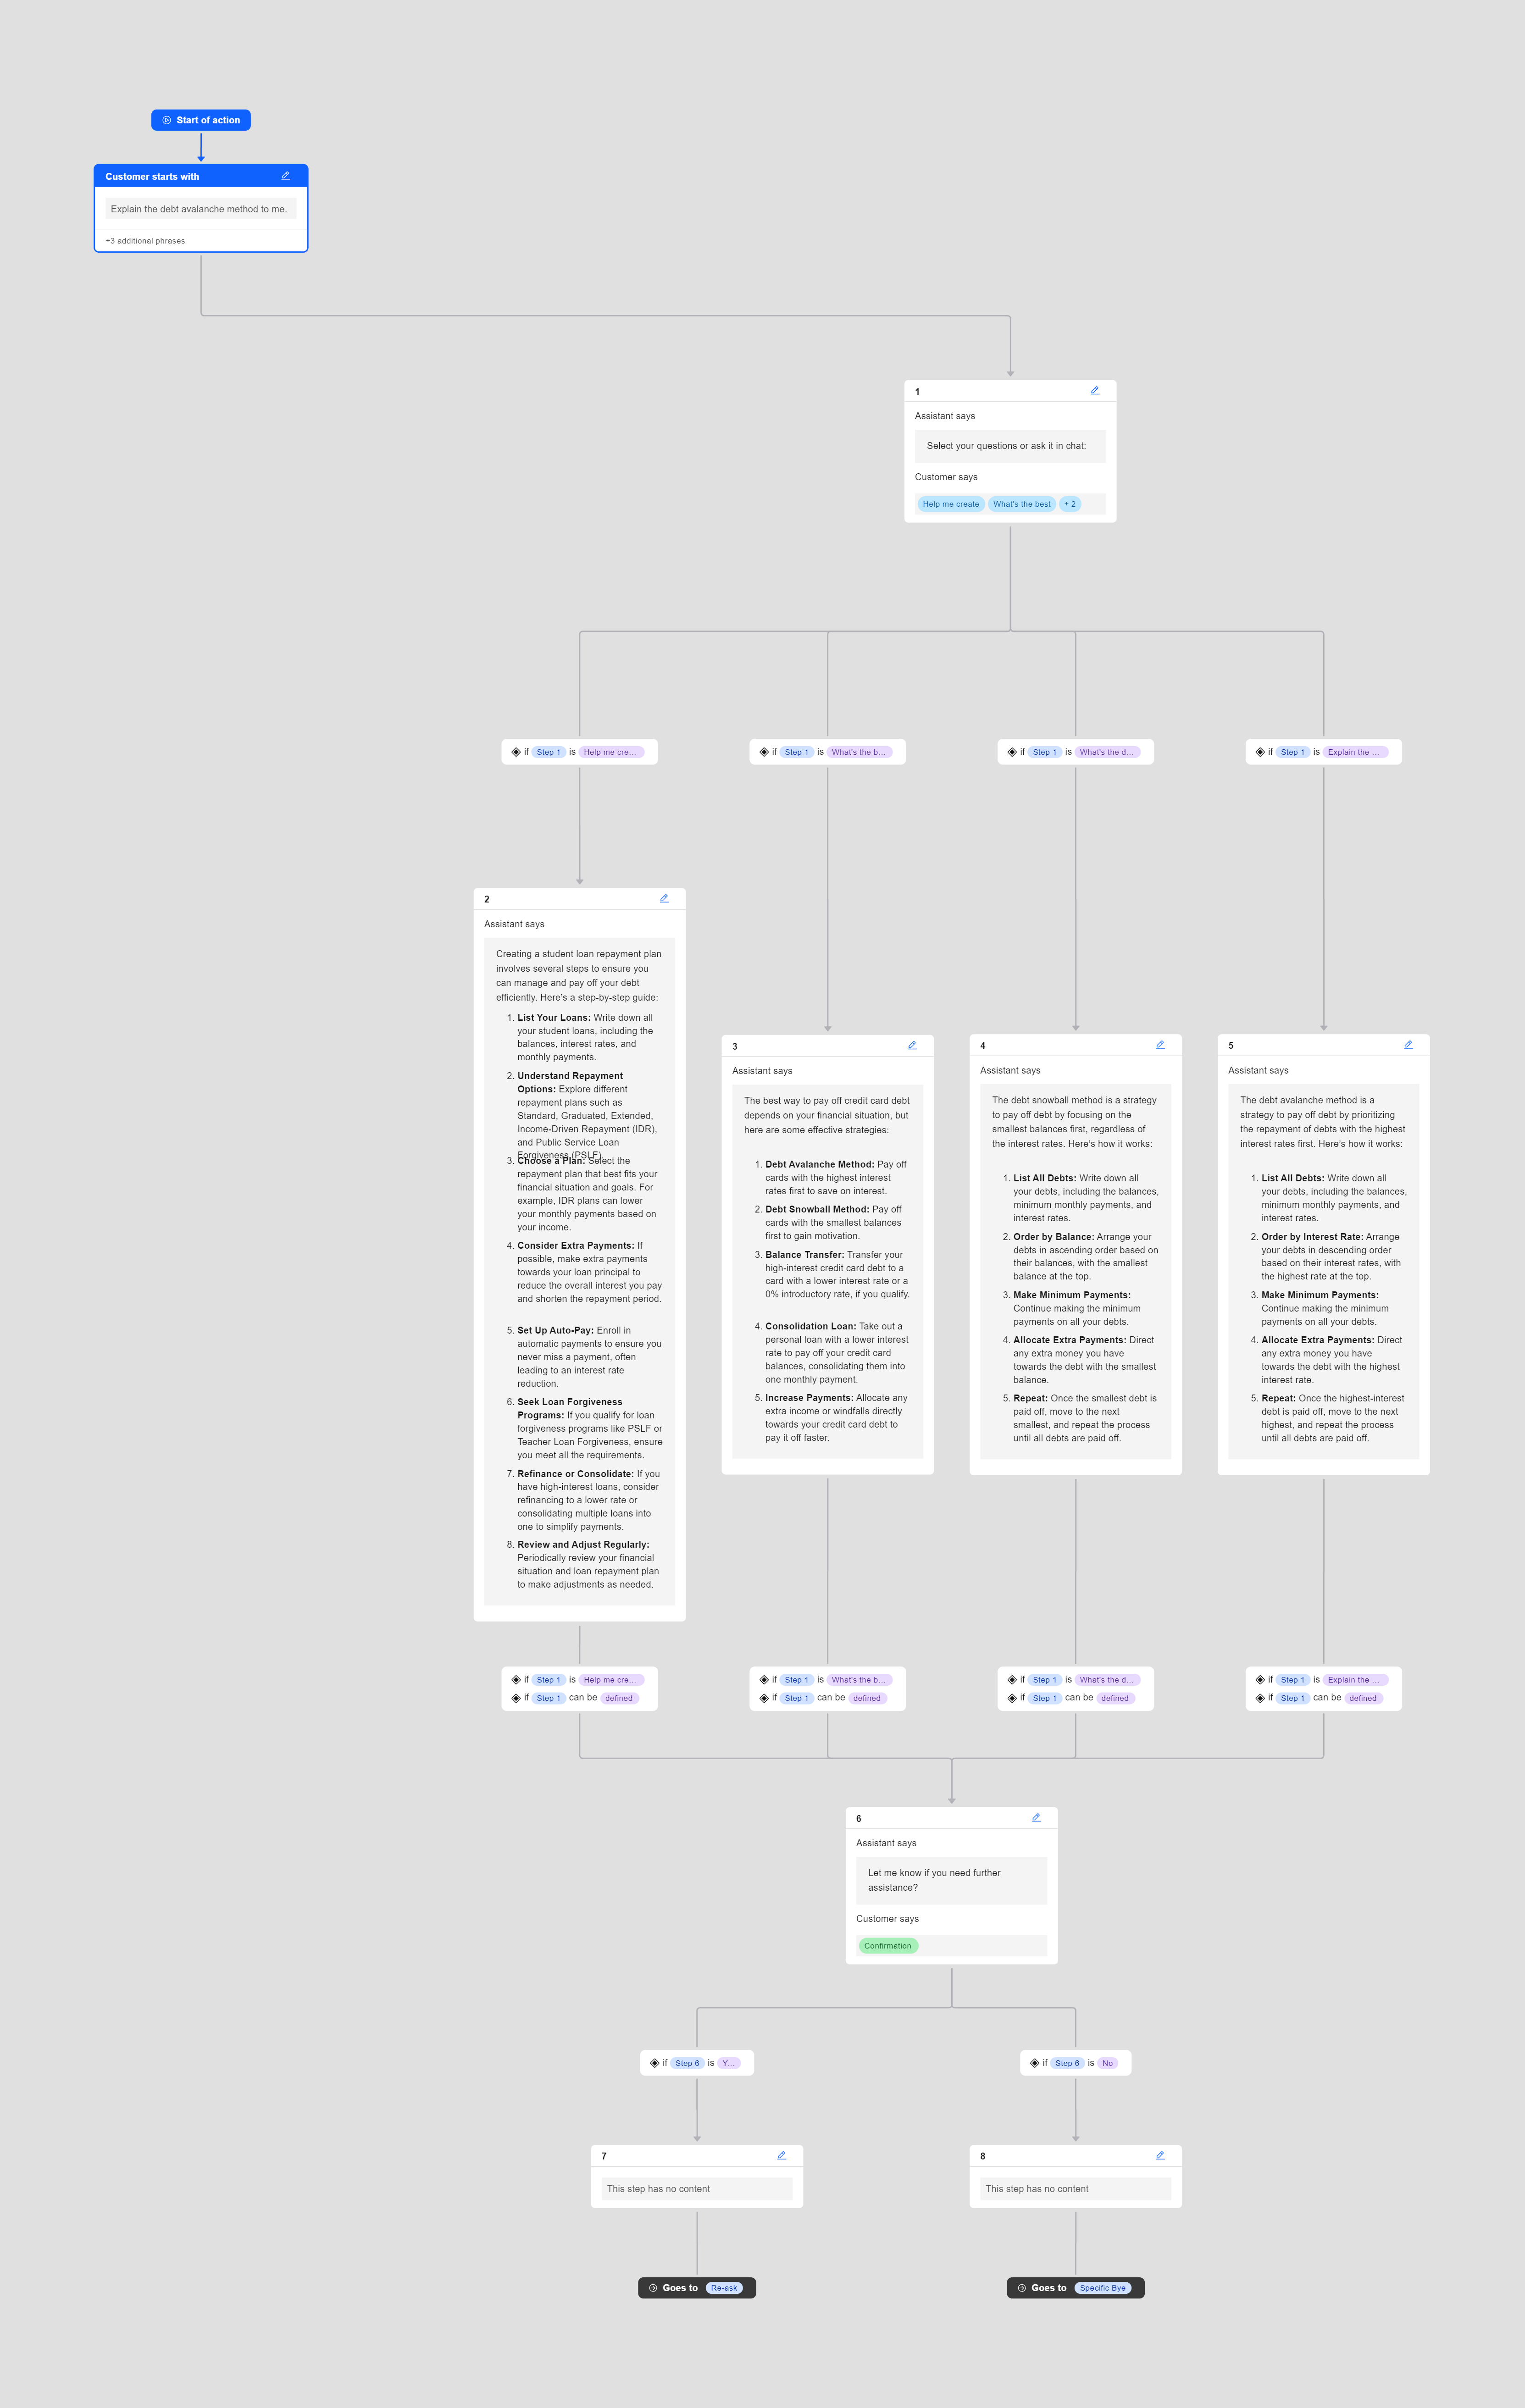 Start of action
Customer starts with
Explain the debt avalanche method to me.
+3 additional phrases
1
Assistant says
Select your questions or ask it in chat:
Customer says
Help me create What's the best + 2
if Step 1 is Help me cre...
if Step 1 is What's the b...
if Step 1 is What's the d...
if Step 1 is Explain the ...
2
Assistant says
Creating a student loan repayment plan
involves several steps to ensure you
can manage and pay off your debt
efficiently. Here's a step-by-step guide:
1. List Your Loans: Write down all
your student loans, including the
balances, interest rates, and
monthly payments.
2. Understand Repayment
Options: Explore different
repayment plans such as
Standard, Graduated, Extended,
Income-Driven Repayment (IDR),
and Public Service Loan
Forgiveness (PSLF).
3. Choose a Plan: Select the
repayment plan that best fits your
financial situation and goals. For
example, IDR plans can lower
your monthly payments based on
your income.
4. Consider Extra Payments: If
possible, make extra payments
towards your loan principal to
reduce the overall interest you pay
and shorten the repayment period.
5. Set Up Auto-Pay: Enroll in
automatic payments to ensure you
never miss a payment, often
leading to an interest rate
reduction.
6. Seek Loan Forgiveness
Programs: If you qualify for loan
forgiveness programs like PSLF or
Teacher Loan Forgiveness, ensure
you meet all the requirements.
7. Refinance or Consolidate: If you
have high-interest loans, consider
refinancing to a lower rate or
consolidating multiple loans into
one to simplify payments.
8. Review and Adjust Regularly:
Periodically review your financial
situation and loan repayment plan
to make adjustments as needed.
3
Assistant says
The best way to pay off credit card debt
depends on your financial situation, but
here are some effective strategies:
1. Debt Avalanche Method: Pay off
cards with the highest interest
rates first to save on interest.
2. Debt Snowball Method: Pay off
cards with the smallest balances
first to gain motivation.
3. Balance Transfer: Transfer your
high-interest credit card debt to a
card with a lower interest rate or a
0% introductory rate, if you qualify.
4. Consolidation Loan: Take out a
personal loan with a lower interest
rate to pay off your credit card
balances, consolidating them into
one monthly payment.
5. Increase Payments: Allocate any
extra income or windfalls directly
towards your credit card debt to
pay it off faster.
4
Assistant says
The debt snowball method is a strategy
to pay off debt by focusing on the
smallest balances first, regardless of
the interest rates. Here's how it works:
1. List All Debts: Write down all
your debts, including the balances,
minimum monthly payments, and
interest rates.
2. Order by Balance: Arrange your
debts in ascending order based on
their balances, with the smallest
balance at the top.
3. Make Minimum Payments:
Continue making the minimum
payments on all your debts.
4. Allocate Extra Payments: Direct
any extra money you have
towards the debt with the smallest
balance.
5. Repeat: Once the smallest debt is
paid off, move to the next
smallest, and repeat the process
until all debts are paid off.
5
Assistant says
The debt avalanche method is a
strategy to pay off debt by prioritizing
the repayment of debts with the highest
interest rates first. Here's how it works:
1. List All Debts: Write down all
your debts, including the balances,
minimum monthly payments, and
interest rates.
2. Order by Interest Rate: Arrange
your debts in descending order
based on their interest rates, with
the highest rate at the top.
3. Make Minimum Payments:
Continue making the minimum
payments on all your debts.
4. Allocate Extra Payments: Direct
any extra money you have
towards the debt with the highest
interest rate.
5. Repeat: Once the highest-interest
debt is paid off, move to the next
highest, and repeat the process
until all debts are paid off.
if Step 1 is Help me cre...
if Step 1 can be defined
if Step 1 is What's the b...
if Step 1 can be defined
if Step 1 is What's the d...
if Step 1 can be defined
if Step 1 is Explain the ...
if Step 1 can be defined
6
Assistant says
Let me know if you need further
assistance?
Customer says
Confirmation
if Step 6 is Y...
if Step 6 is No
7
This step has no content
8
This step has no content
Goes to Re-ask
Goes to Specific Bye